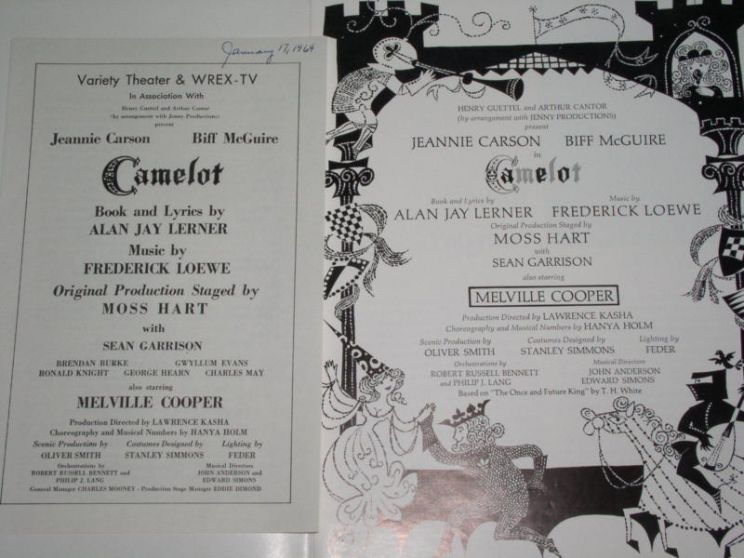 January 17, 1964
Variety Theater & WREX-TV
In Association With
Henry Guettel and Arthur Cantor
(by arrangement with Jenny Productions)
present
Jeannie Carson Biff McGuire
Camelot
Book and Lyrics by
ALAN JAY LERNER
Music by
FREDERICK LOEWE
Original Production Staged by
MOSS HART
with
SEAN GARRISON
BRENDAN BURKE GWYLLUM EVANS
RONALD KNIGHT GEORGE HEARN CHARLES MAY
also starring
MELVILLE COOPER
Production Directed by LAWRENCE KASHA
Choreography and Musical Numbers by HANYA HOLM
Scenic Production by Costumes Designed by Lighting by
OLIVER SMITH STANLEY SIMMONS FEDER
Orchestrations by Musical Directors
ROBERT RUSSELL BENNETT and JOHN ANDERSON and
PHILIP J. LANG EDWARD SIMONS
General Manager CHARLES MOONEY - Production Stage Manager EDDIE DIMOND
HENRY GUETTEL and ARTHUR CANTOR
(by arrangement with JENNY PRODUCTIONS)
present
JEANNIE CARSON BIFF McGUIRE
in
Camelot
Book and Lyrics by Music by
ALAN JAY LERNER FREDERICK LOEWE
Original Production Staged by
MOSS HART
with
SEAN GARRISON
also starring
MELVILLE COOPER
Production Directed by LAWRENCE KASHA
Choreography and Musical Numbers by HANYA HOLM
Scenic Production by Costumes Designed by Lighting by
OLIVER SMITH STANLEY SIMMONS FEDER
Orchestrations by Musical Directors
ROBERT RUSSELL BENNETT JOHN ANDERSON
and PHILIP J. LANG EDWARD SIMONS
Based on "The Once and Future King" by T. H. White